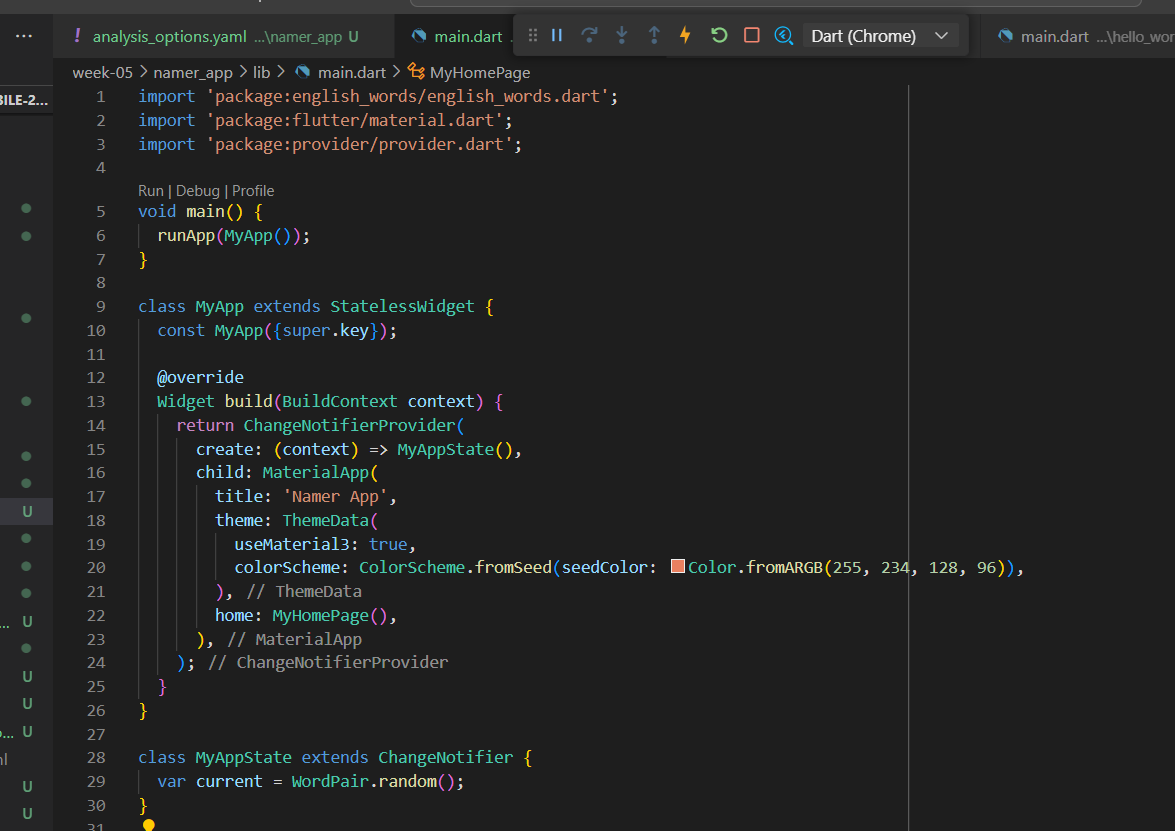 ! analysis_options.yaml ...\namer_app U
main.dart
Dart (Chrome)
main.dart ...\hello_wor
week-05 > namer_app > lib > main.dart > MyHomePage
BILE-2...
1 import 'package:english_words/english_words.dart';
2 import 'package:flutter/material.dart';
3 import 'package:provider/provider.dart';
4
Run | Debug | Profile
5 void main() {
6 runApp(MyApp());
7 }
8
9 class MyApp extends StatelessWidget {
10 const MyApp({super.key});
11
12 @override
13 Widget build(BuildContext context) {
14 return ChangeNotifierProvider(
15 create: (context) => MyAppState(),
16 child: MaterialApp(
17 title: 'Namer App',
18 theme: ThemeData(
19 useMaterial3: true,
20 colorScheme: ColorScheme.fromSeed(seedColor: Color.fromARGB(255, 234, 128, 96)),
21 ), // ThemeData
22 home: MyHomePage(),
23 ), // MaterialApp
24 ); // ChangeNotifierProvider
25 }
26 }
27
28 class MyAppState extends ChangeNotifier {
29 var current = WordPair.random();
30 }
31
U
U
U
U
U
U
U